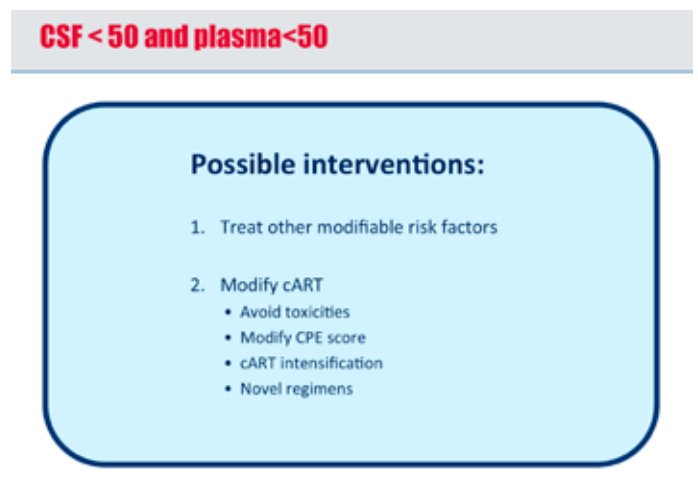 CSF < 50 and plasma<50
Possible interventions:
1. Treat other modifiable risk factors
2. Modify cART
• Avoid toxicities
• Modify CPE score
• cART intensification
• Novel regimens